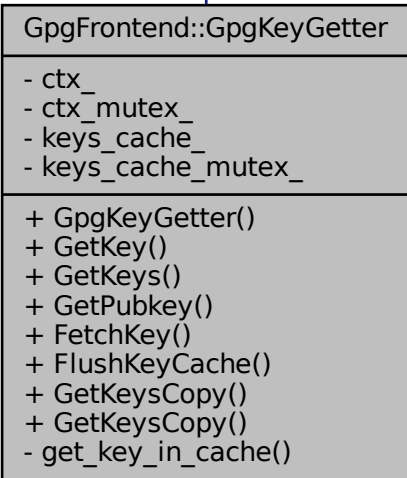 GpgFrontend::GpgKeyGetter
- ctx_
- ctx_mutex_
- keys_cache_
- keys_cache_mutex_
+ GpgKeyGetter()
+ GetKey()
+ GetKeys()
+ GetPubkey()
+ FetchKey()
+ FlushKeyCache()
+ GetKeysCopy()
+ GetKeysCopy()
- get_key_in_cache()